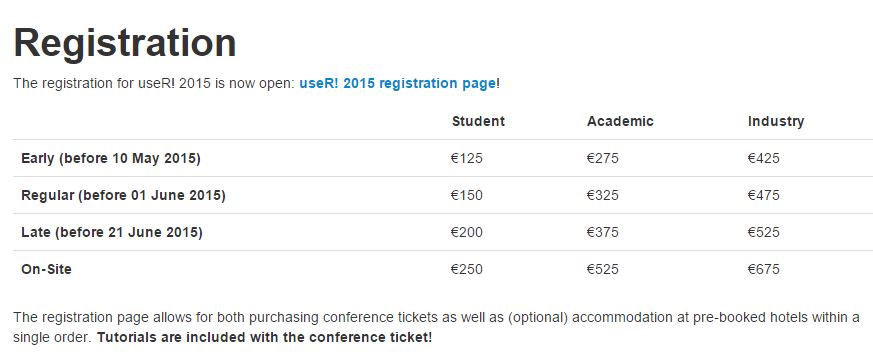 Registration
The registration for useR! 2015 is now open: useR! 2015 registration page!
Student Academic Industry
Early (before 10 May 2015) €125 €275 €425
Regular (before 01 June 2015) €150 €325 €475
Late (before 21 June 2015) €200 €375 €525
On-Site €250 €525 €675
The registration page allows for both purchasing conference tickets as well as (optional) accommodation at pre-booked hotels within a
single order. Tutorials are included with the conference ticket!